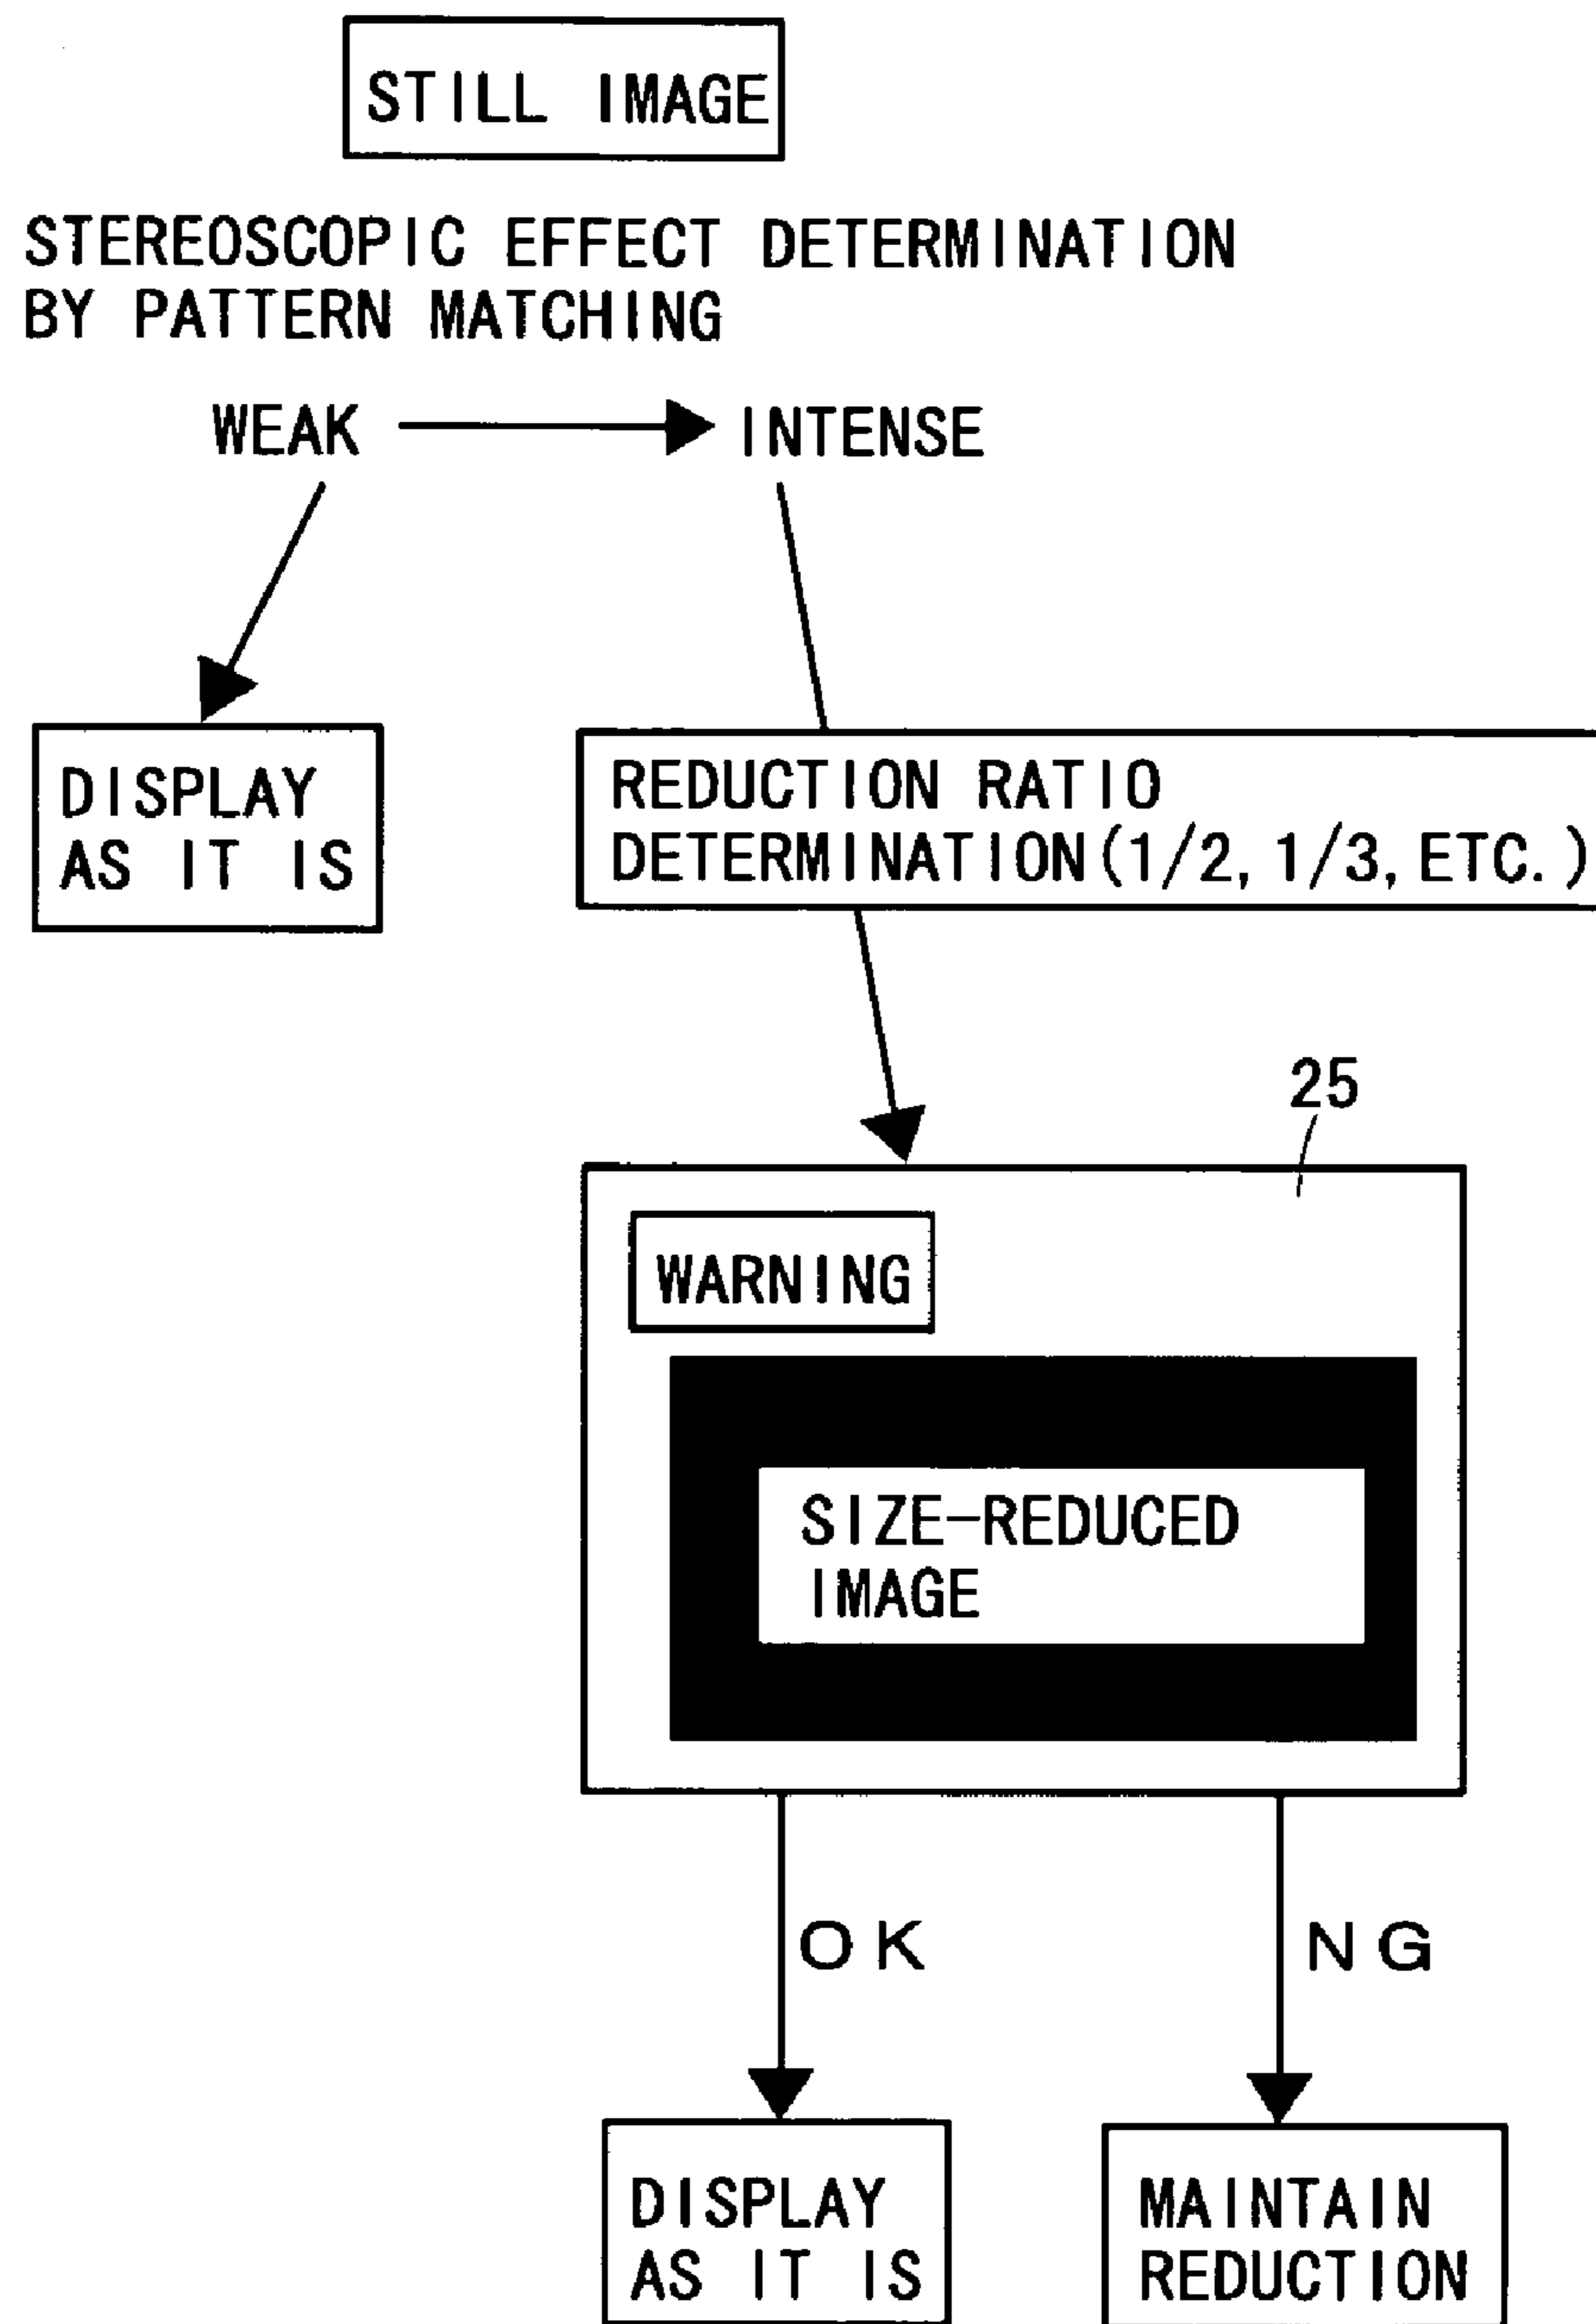 STILL IMAGE
STEREOSCOPIC EFFECT DETERMINATION
BY PATTERN MATCHING
WEAK
INTENSE
DISPLAY
AS IT IS
REDUCTION RATIO
DETERMINATION(1/2, 1/3, ETC.)
25
WARNING
SIZE-REDUCED
IMAGE
OK
NG
DISPLAY
AS IT IS
MAINTAIN
REDUCTION